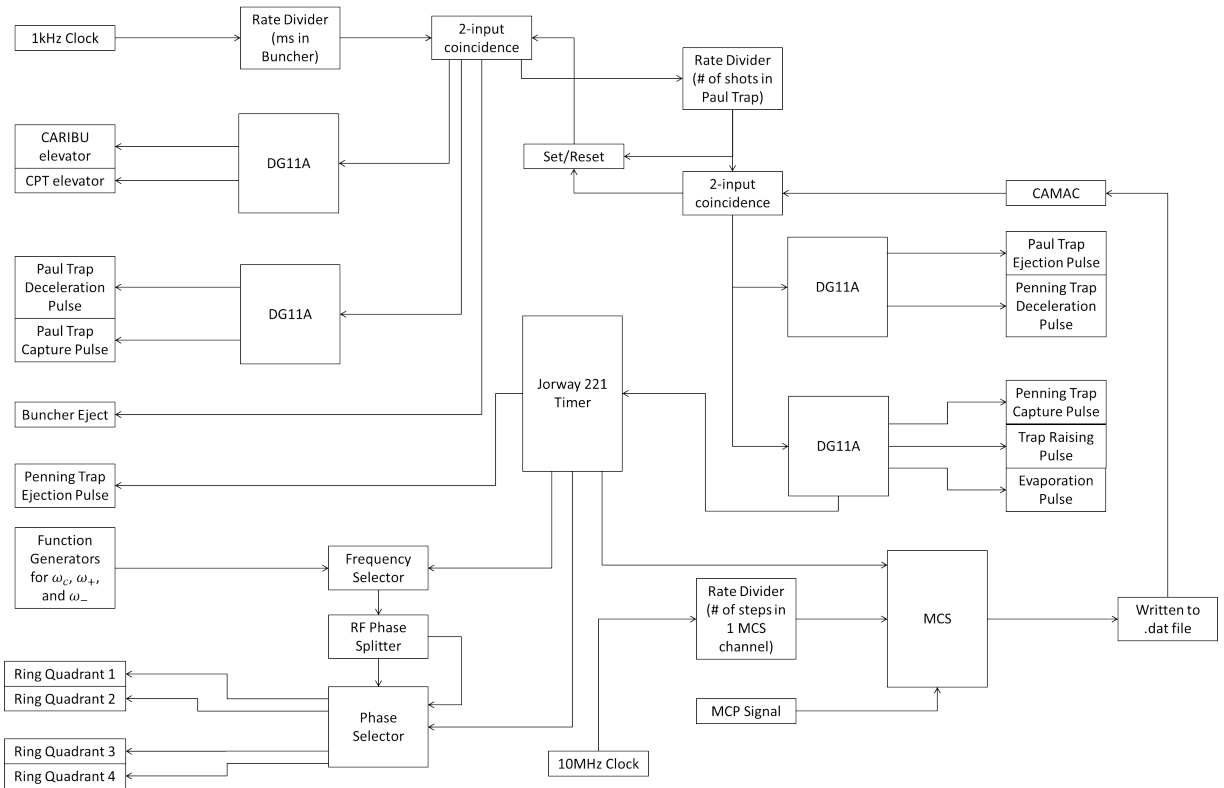 1kHz Clock
Rate Divider
(ms in
Buncher)
2-input
coincidence
Rate Divider
(# of shots in
Paul Trap)
CARIBU
elevator
CPT elevator
DG11A
Set/Reset
2-input
coincidence
CAMAC
Paul Trap
Deceleration
Pulse
Paul Trap
Capture Pulse
DG11A
DG11A
Paul Trap
Ejection Pulse
Penning Trap
Deceleration
Pulse
Buncher Eject
Jorway 221
Timer
DG11A
Penning Trap
Capture Pulse
Trap Raising
Pulse
Evaporation
Pulse
Penning Trap
Ejection Pulse
Function
Generators
for ω𝑐, ω₊,
and ω₋
Frequency
Selector
RF Phase
Splitter
Rate Divider
(# of steps in
1 MCS
channel)
MCS
Written to
.dat file
Ring Quadrant 1
Ring Quadrant 2
Phase
Selector
MCP Signal
Ring Quadrant 3
Ring Quadrant 4
10MHz Clock